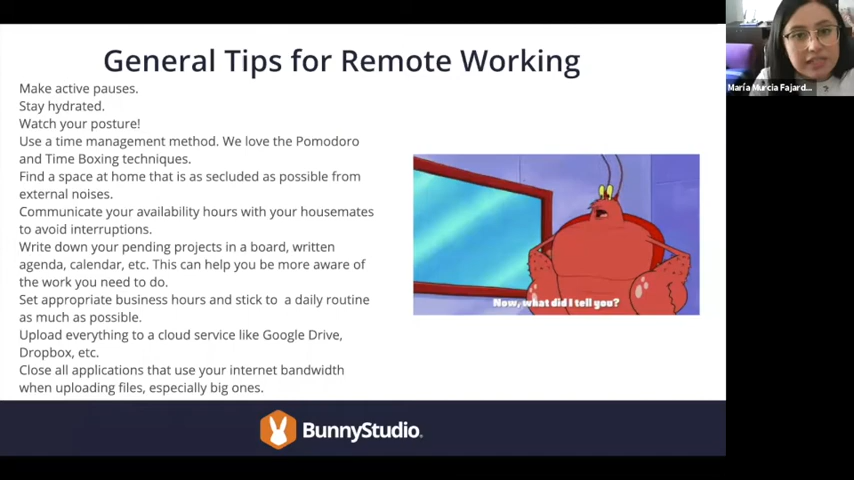 General Tips for Remote Working
Make active pauses.
Stay hydrated.
Watch your posture!
Use a time management method. We love the Pomodoro
and Time Boxing techniques.
Find a space at home that is as secluded as possible from
external noises.
Communicate your availability hours with your housemates
to avoid interruptions.
Write down your pending projects in a board, written
agenda, calendar, etc. This can help you be more aware of
the work you need to do.
Set appropriate business hours and stick to  a daily routine
as much as possible.
Upload everything to a cloud service like Google Drive,
Dropbox, etc.
Close all applications that use your internet bandwidth
when uploading files, especially big ones.
Now, what did I tell you?
BunnyStudio.
María Murcia Fajard...